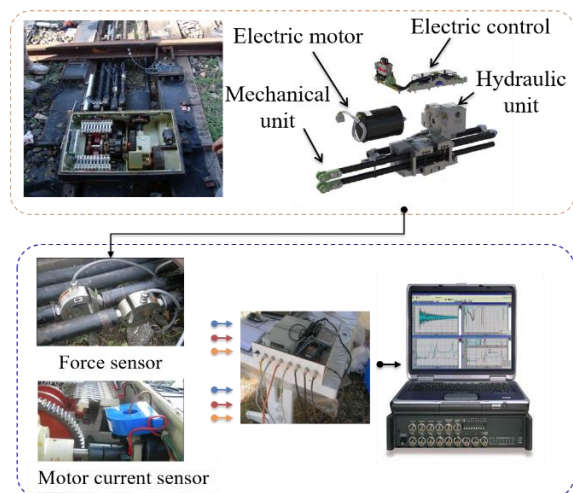 Electric motor
Electric control
Mechanical
unit
Hydraulic
unit
Force sensor
Motor current sensor